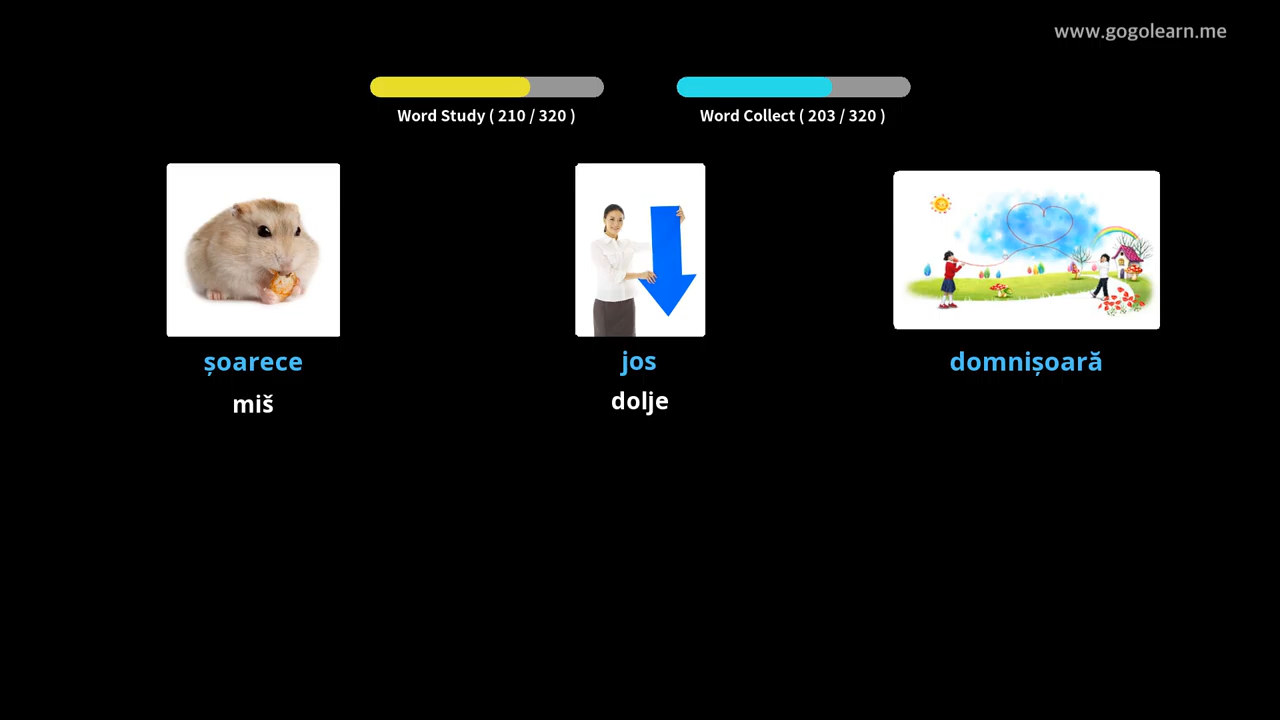 www.gogolearn.me
Word Study ( 210 / 320 )
Word Collect ( 203 / 320 )
șoarece
jos
domnișoară
miš
dolje